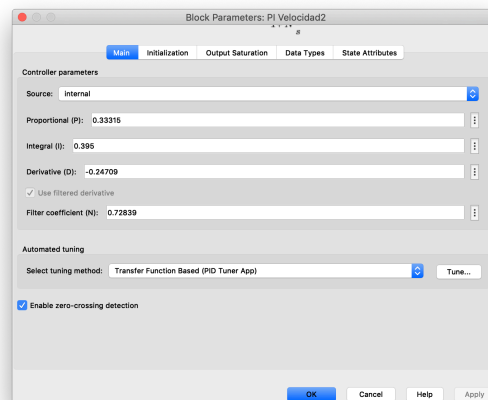 Block Parameters: PI Velocidad2
s
Main Initialization Output Saturation Data Types State Attributes
Controller parameters
Source: internal
Proportional (P): 0.33315
Integral (I): 0.395
Derivative (D): -0.24709
Use filtered derivative
Filter coefficient (N): 0.72839
Automated tuning
Select tuning method: Transfer Function Based (PID Tuner App) Tune...
Enable zero-crossing detection
OK Cancel Help Apply